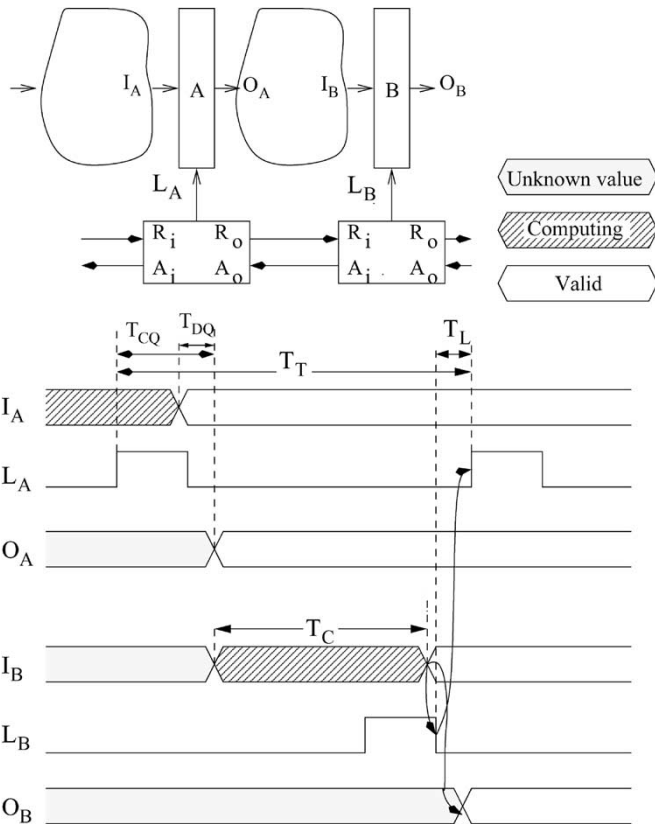 I_A A O_A I_B B O_B
L_A L_B
R_i R_o R_i R_o
A_i A_o A_i A_o
Unknown value
Computing
Valid
T_CQ T_DQ T_L
T_T
I_A
L_A
O_A
T_C
I_B
L_B
O_B